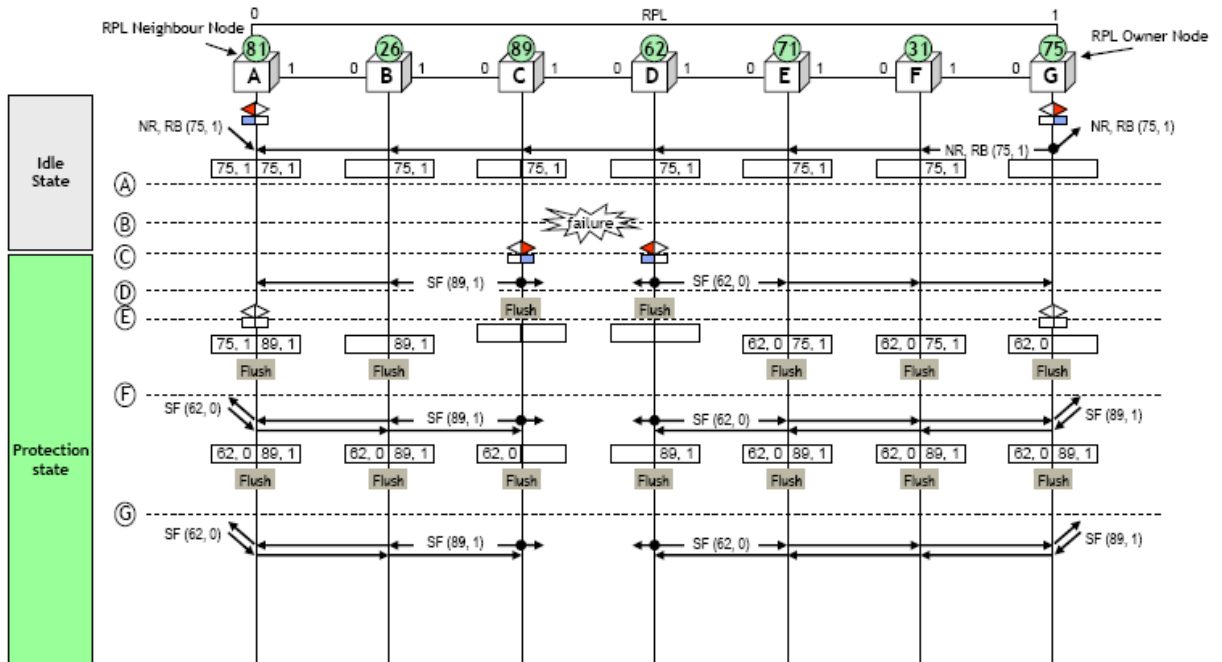 0 RPL 1
RPL Neighbour Node
RPL Owner Node
81 26 89 62 71 31 75
A 1 0 B 1 0 C 1 0 D 1 0 E 1 0 F 1 0 G
NR, RB (75, 1)
NR, RB (75, 1)
NR, RB (75, 1)
Idle
State
75, 1 75, 1 75, 1 75, 1 75, 1 75, 1 75, 1
A
B
failure
C
SF (89, 1) SF (62, 0)
D
Flush Flush
E
75, 1 89, 1 89, 1 62, 0 75, 1 62, 0 75, 1 62, 0
Flush Flush Flush Flush Flush
F
SF (62, 0) SF (89, 1) SF (62, 0) SF (89, 1)
Protection
state
62, 0 89, 1 62, 0 89, 1 62, 0 89, 1 62, 0 89, 1 62, 0 89, 1 62, 0 89, 1
Flush Flush Flush Flush Flush Flush Flush
G
SF (62, 0) SF (89, 1) SF (62, 0) SF (89, 1)